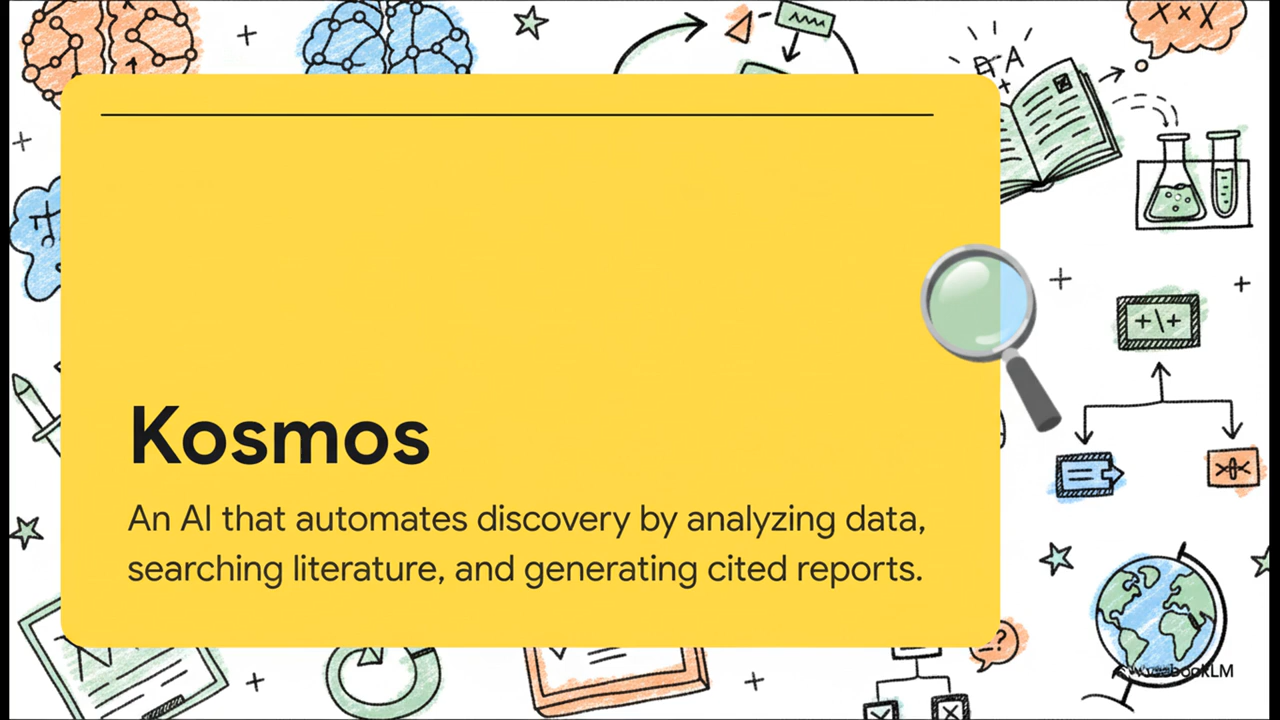 Kosmos
An AI that automates discovery by analyzing data,
searching literature, and generating cited reports.